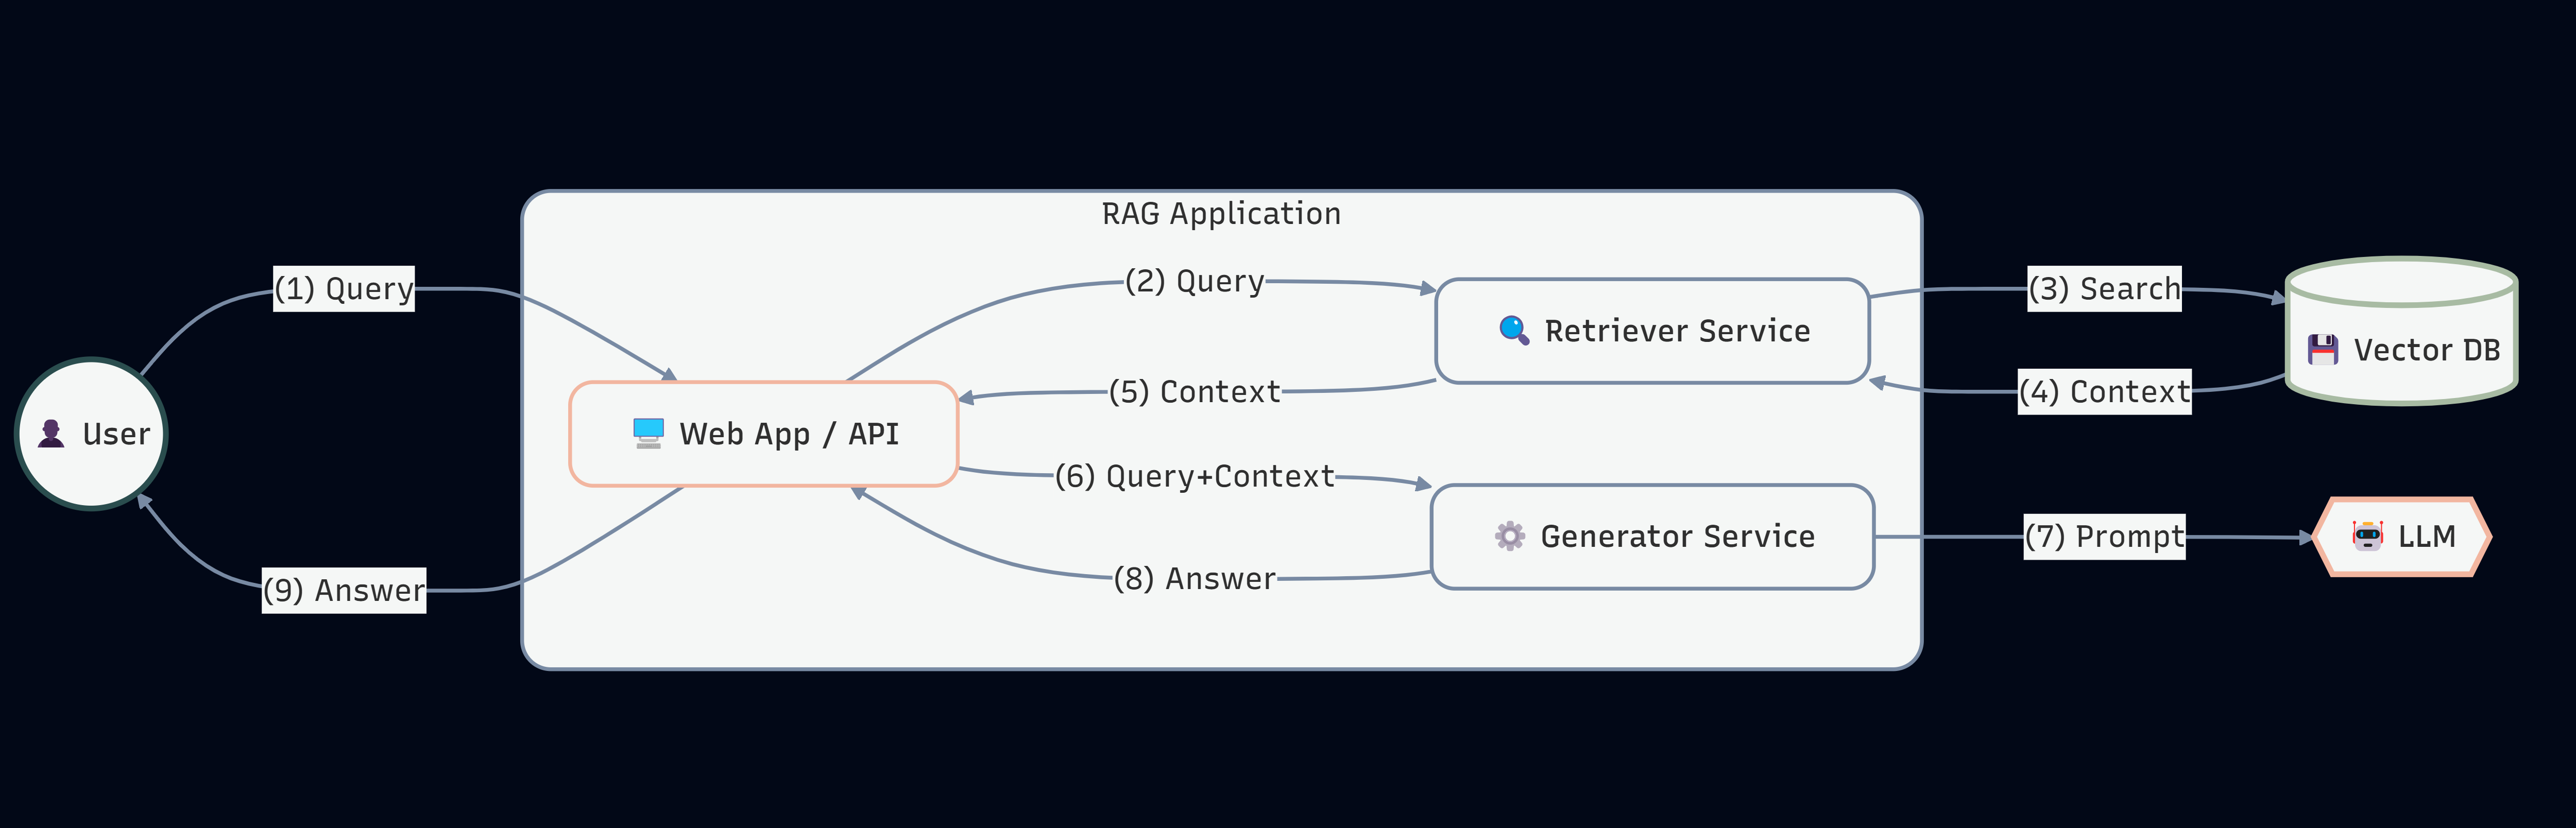 RAG Application
(1) Query
(2) Query
(3) Search
Retriever Service
Vector DB
(5) Context
(4) Context
User
Web App / API
(6) Query+Context
Generator Service
(7) Prompt
LLM
(8) Answer
(9) Answer